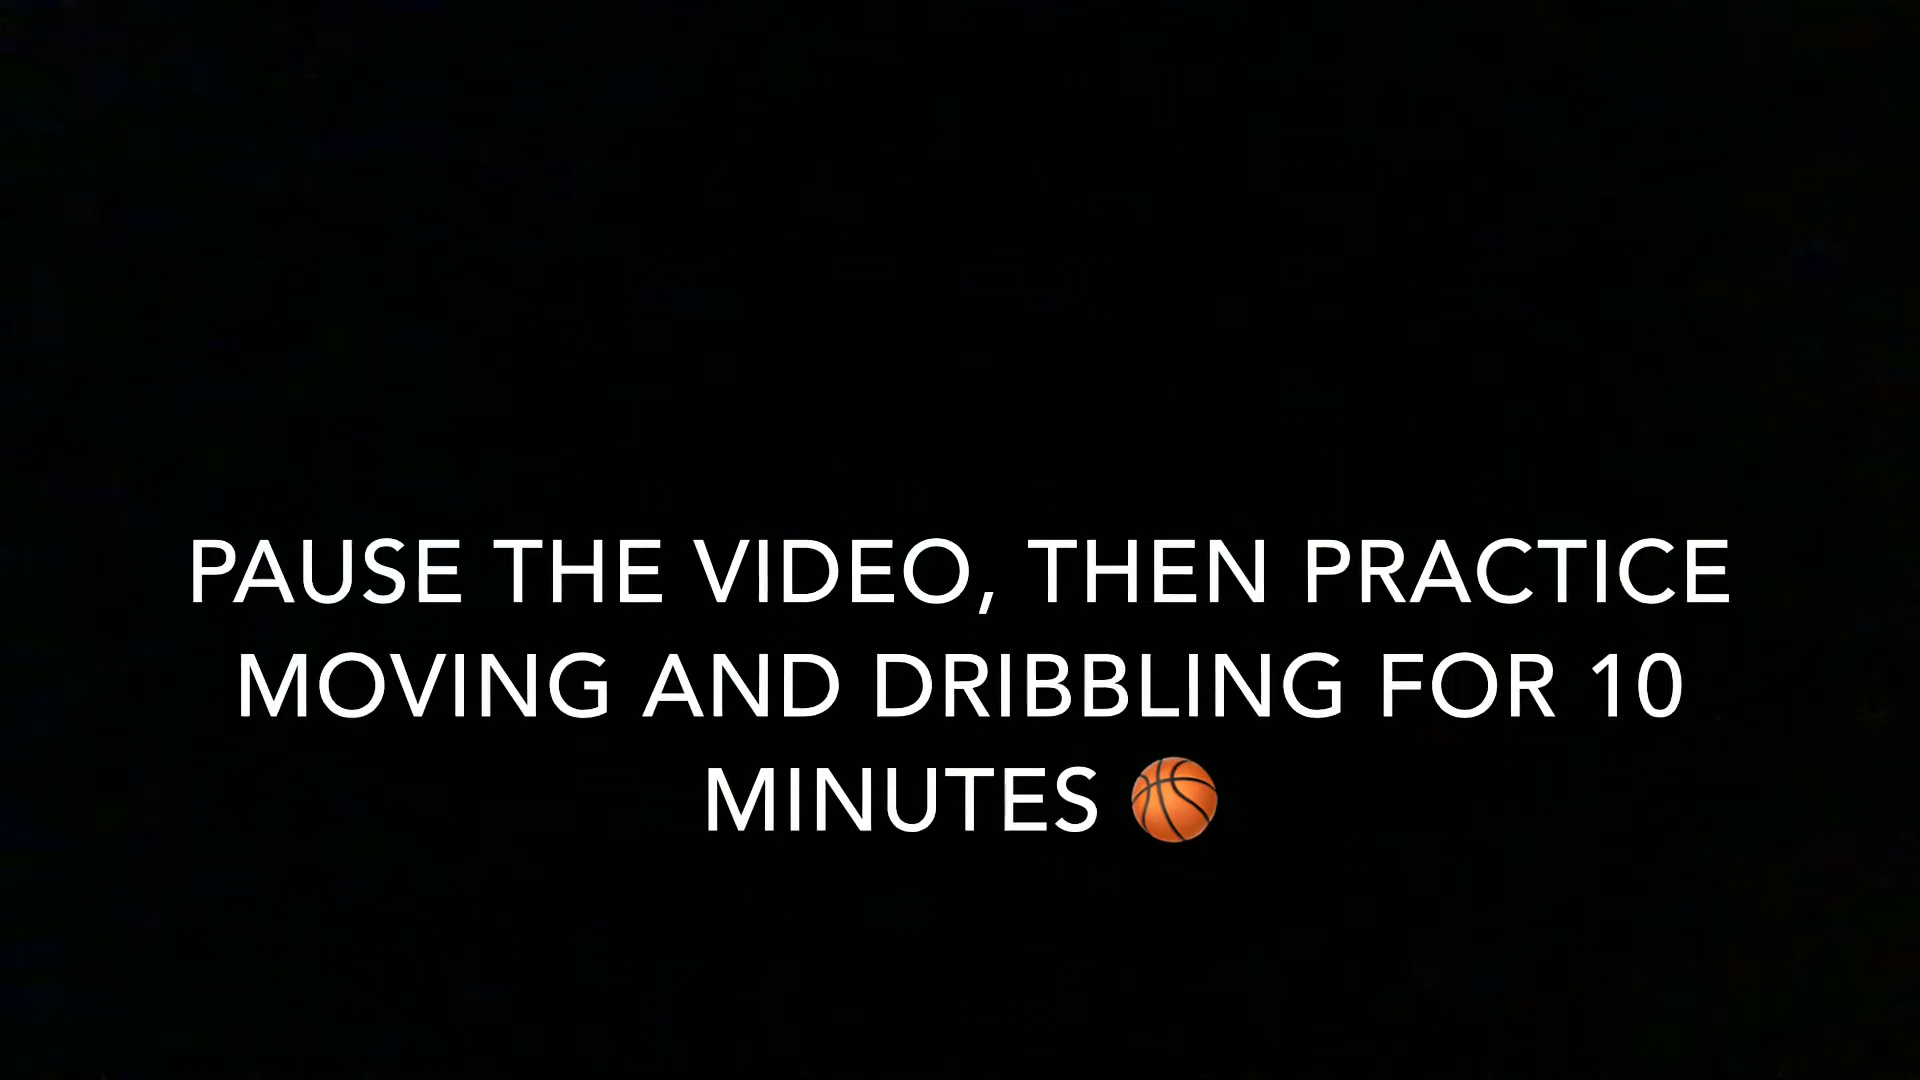 PAUSE THE VIDEO, THEN PRACTICE
MOVING AND DRIBBLING FOR 10
MINUTES 🏀